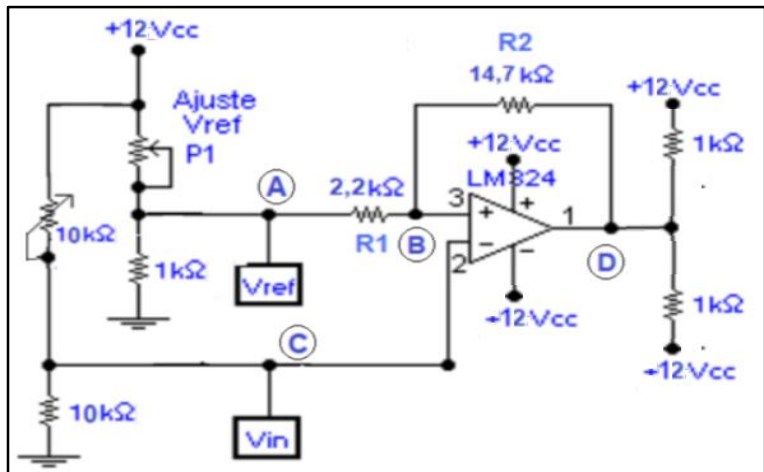 +12Vcc
R2
14,7 kΩ
+12Vcc
Ajuste
Vref
P1
+12Vcc
LM324
1kΩ
A
2,2kΩ
3
+
+
1
10kΩ
R1
B
-
-
2
D
1kΩ
Vref
1kΩ
-12Vcc
C
-12Vcc
10kΩ
Vin